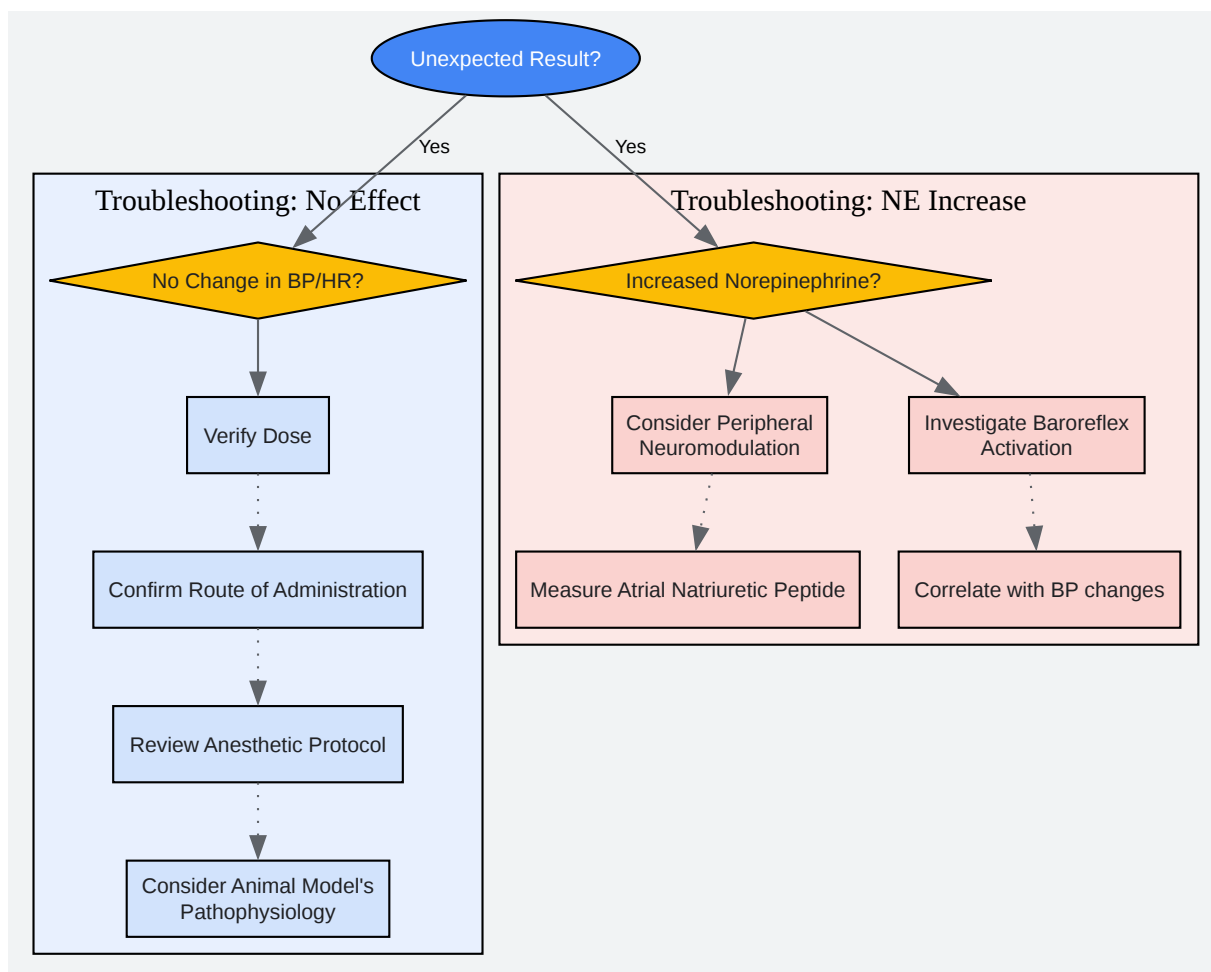 Unexpected Result?
Yes
Yes
Troubleshooting: No Effect
No Change in BP/HR?
Verify Dose
Confirm Route of Administration
Review Anesthetic Protocol
Consider Animal Model's
Pathophysiology
Troubleshooting: NE Increase
Increased Norepinephrine?
Consider Peripheral
Neuromodulation
Investigate Baroreflex
Activation
Measure Atrial Natriuretic Peptide
Correlate with BP changes